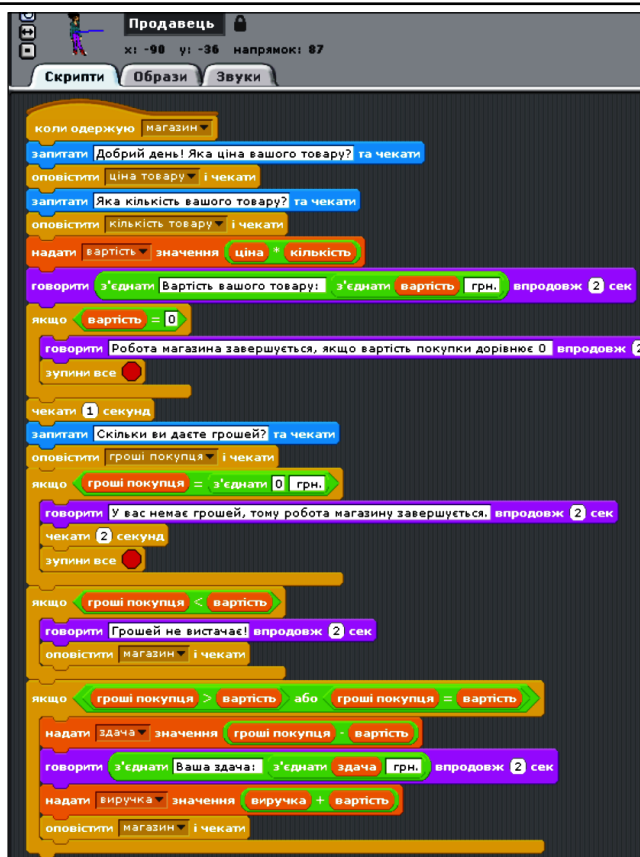 Продавець
x: -90 y: -36 напрямок: 87
Скрипти Образи Звуки
коли одержую магазин
запитати Добрий день! Яка ціна вашого товару? та чекати
оповістити ціна товару і чекати
запитати Яка кількість вашого товару? та чекати
оповістити кількість товару і чекати
надати вартість значення ціна * кількість
говорити з'єднати Вартість вашого товару: з'єднати вартість грн. впродовж 2 сек
якщо вартість = 0
говорити Робота магазина завершується, якщо вартість покупки дорівнює 0 впродовж 2
зупини все
чекати 1 секунд
запитати Скільки ви даєте грошей? та чекати
оповістити гроші покупця і чекати
якщо гроші покупця = з'єднати 0 грн.
говорити У вас немає грошей, тому робота магазину завершується. впродовж 2 сек
чекати 2 секунд
зупини все
якщо гроші покупця < вартість
говорити Грошей не вистачає! впродовж 2 сек
оповістити магазин і чекати
якщо гроші покупця > вартість або гроші покупця = вартість
надати здача значення гроші покупця - вартість
говорити з'єднати Ваша здача: з'єднати здача грн. впродовж 2 сек
надати виручка значення виручка + вартість
оповістити магазин і чекати